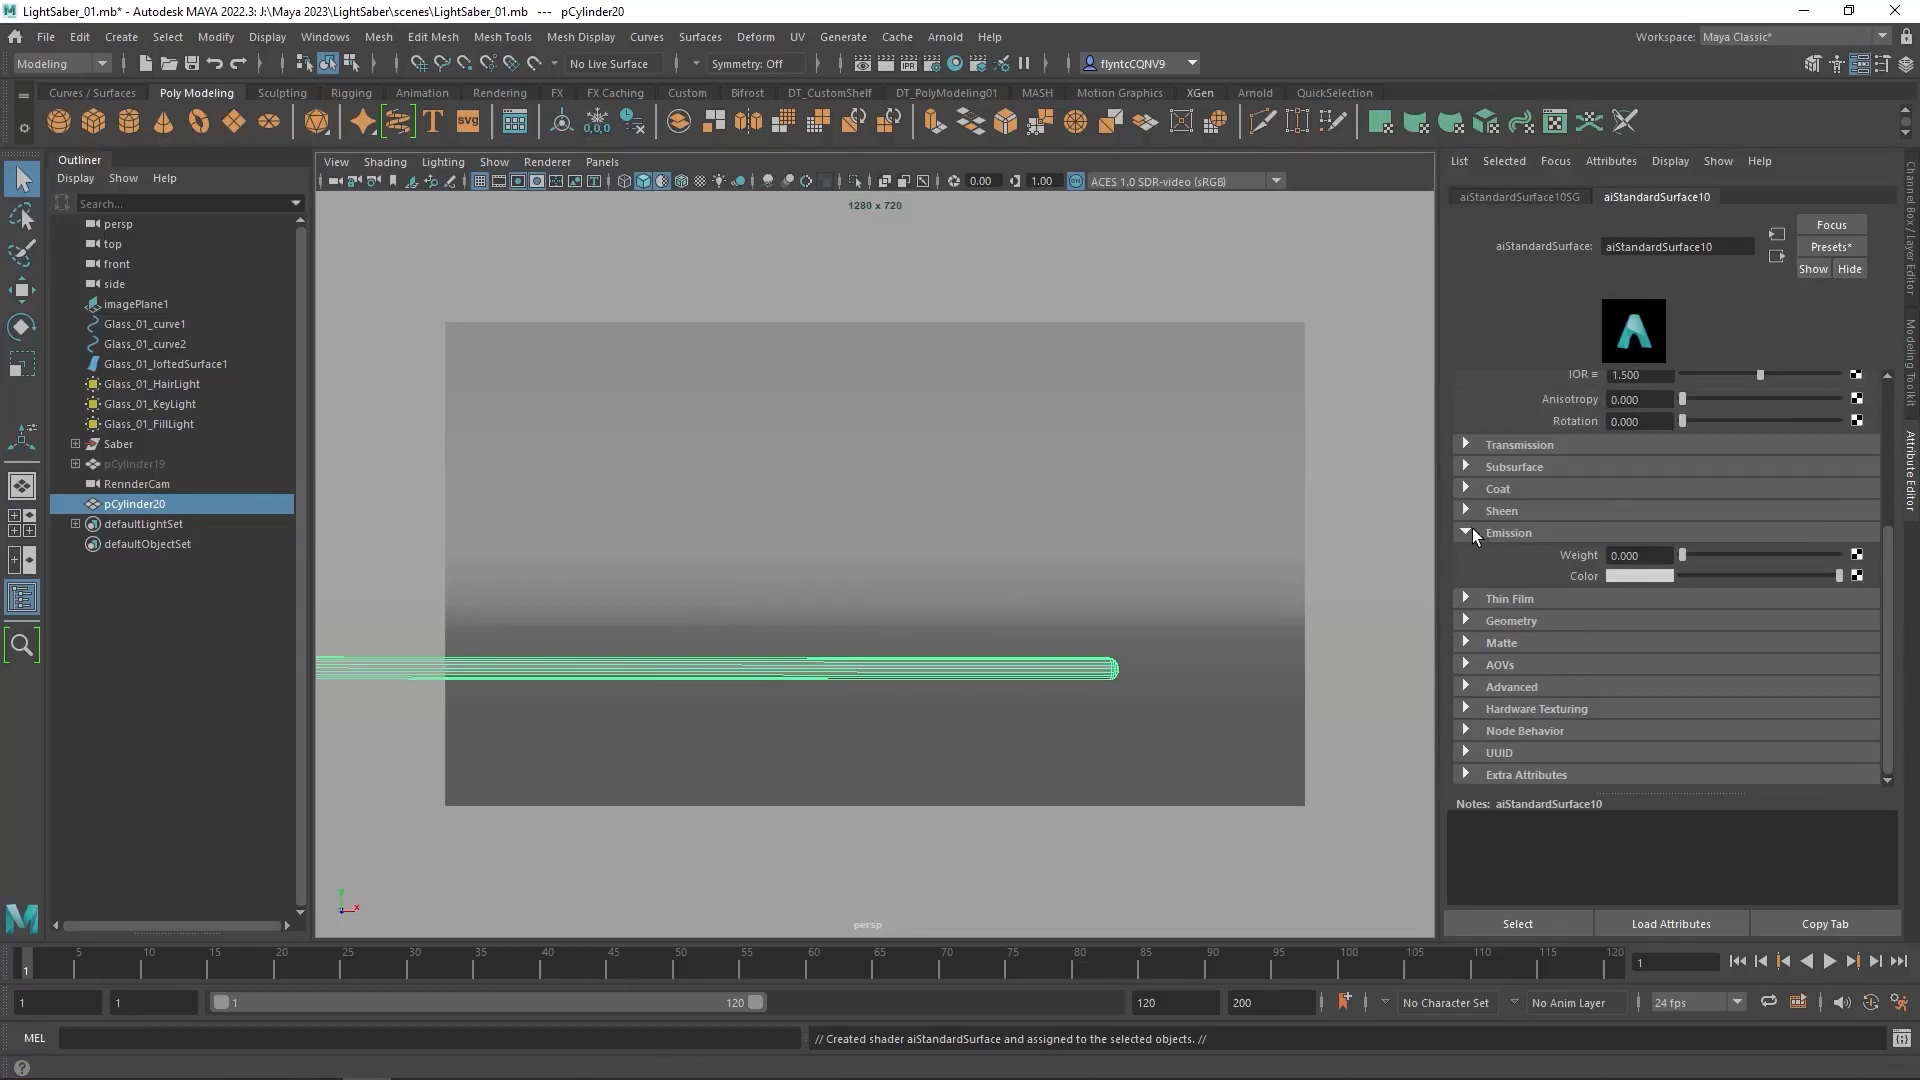 LightSaber_01.mb* - Autodesk MAYA 2022.3: J:\Maya 2023\LightSaber\scenes\LightSaber_01.mb --- pCylinder20
File Edit Create Select Modify Display Windows Mesh Edit Mesh Mesh Tools Mesh Display Curves Surfaces Deform UV Generate Cache Arnold Help
Workspace: Maya Classic*
Modeling
No Live Surface
Symmetry: Off
flyntcCQNV9
Curves / Surfaces Poly Modeling Sculpting Rigging Animation Rendering FX FX Caching Custom Bifrost DT_CustomShelf DT_PolyModeling01 MASH Motion Graphics XGen Arnold QuickSelection
IPR
T
svg
0,0,0
Outliner
Display Show Help
Search...
persp
top
front
side
imagePlane1
Glass_01_curve1
Glass_01_curve2
Glass_01_loftedSurface1
Glass_01_HairLight
Glass_01_KeyLight
Glass_01_FillLight
Saber
pCylinder19
RennderCam
pCylinder20
defaultLightSet
defaultObjectSet
View Shading Lighting Show Renderer Panels
0.00
1.00
ACES 1.0 SDR-video (sRGB)
1280 x 720
x
persp
List Selected Focus Attributes Display Show Help
aiStandardSurface10SG
aiStandardSurface10
aiStandardSurface: aiStandardSurface10
Focus
Presets*
Show Hide
IOR 1.500
Anisotropy 0.000
Rotation 0.000
Transmission
Subsurface
Coat
Sheen
Emission
Weight 0.000
Color
Thin Film
Geometry
Matte
AOVs
Advanced
Hardware Texturing
Node Behavior
UUID
Extra Attributes
Notes: aiStandardSurface10
Select
Load Attributes
Copy Tab
Channel Box / Layer Editor
Modeling Toolkit
Attribute Editor
1 5 10 15 20 25 30 35 40 45 50 55 60 65 70 75 80 85 90 95 100 105 110 115 120
1
1
1
1
120
120
200
No Character Set
No Anim Layer
24 fps
MEL
// Created shader aiStandardSurface and assigned to the selected objects. //